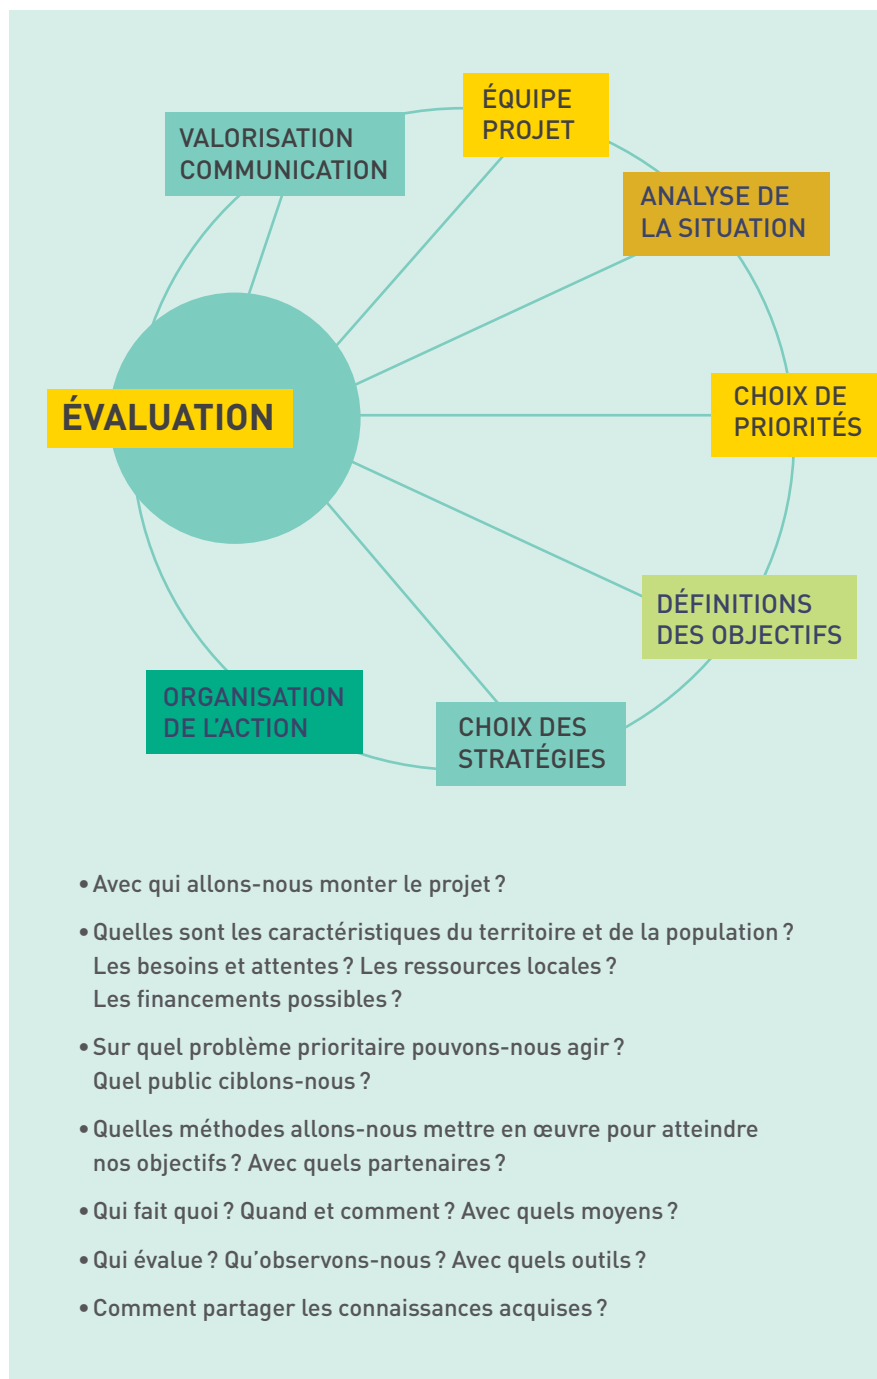 ÉQUIPE
PROJET
VALORISATION
COMMUNICATION
ANALYSE DE
LA SITUATION
CHOIX DE
PRIORITÉS
ÉVALUATION
DÉFINITIONS
DES OBJECTIFS
ORGANISATION
DE L’ACTION
CHOIX DES
STRATÉGIES
• Avec qui allons-nous monter le projet ?
• Quelles sont les caractéristiques du territoire et de la population ?
Les besoins et attentes ? Les ressources locales ?
Les financements possibles ?
• Sur quel problème prioritaire pouvons-nous agir ?
Quel public ciblons-nous ?
• Quelles méthodes allons-nous mettre en œuvre pour atteindre
nos objectifs ? Avec quels partenaires ?
• Qui fait quoi ? Quand et comment ? Avec quels moyens ?
• Qui évalue ? Qu’observons-nous ? Avec quels outils ?
• Comment partager les connaissances acquises ?